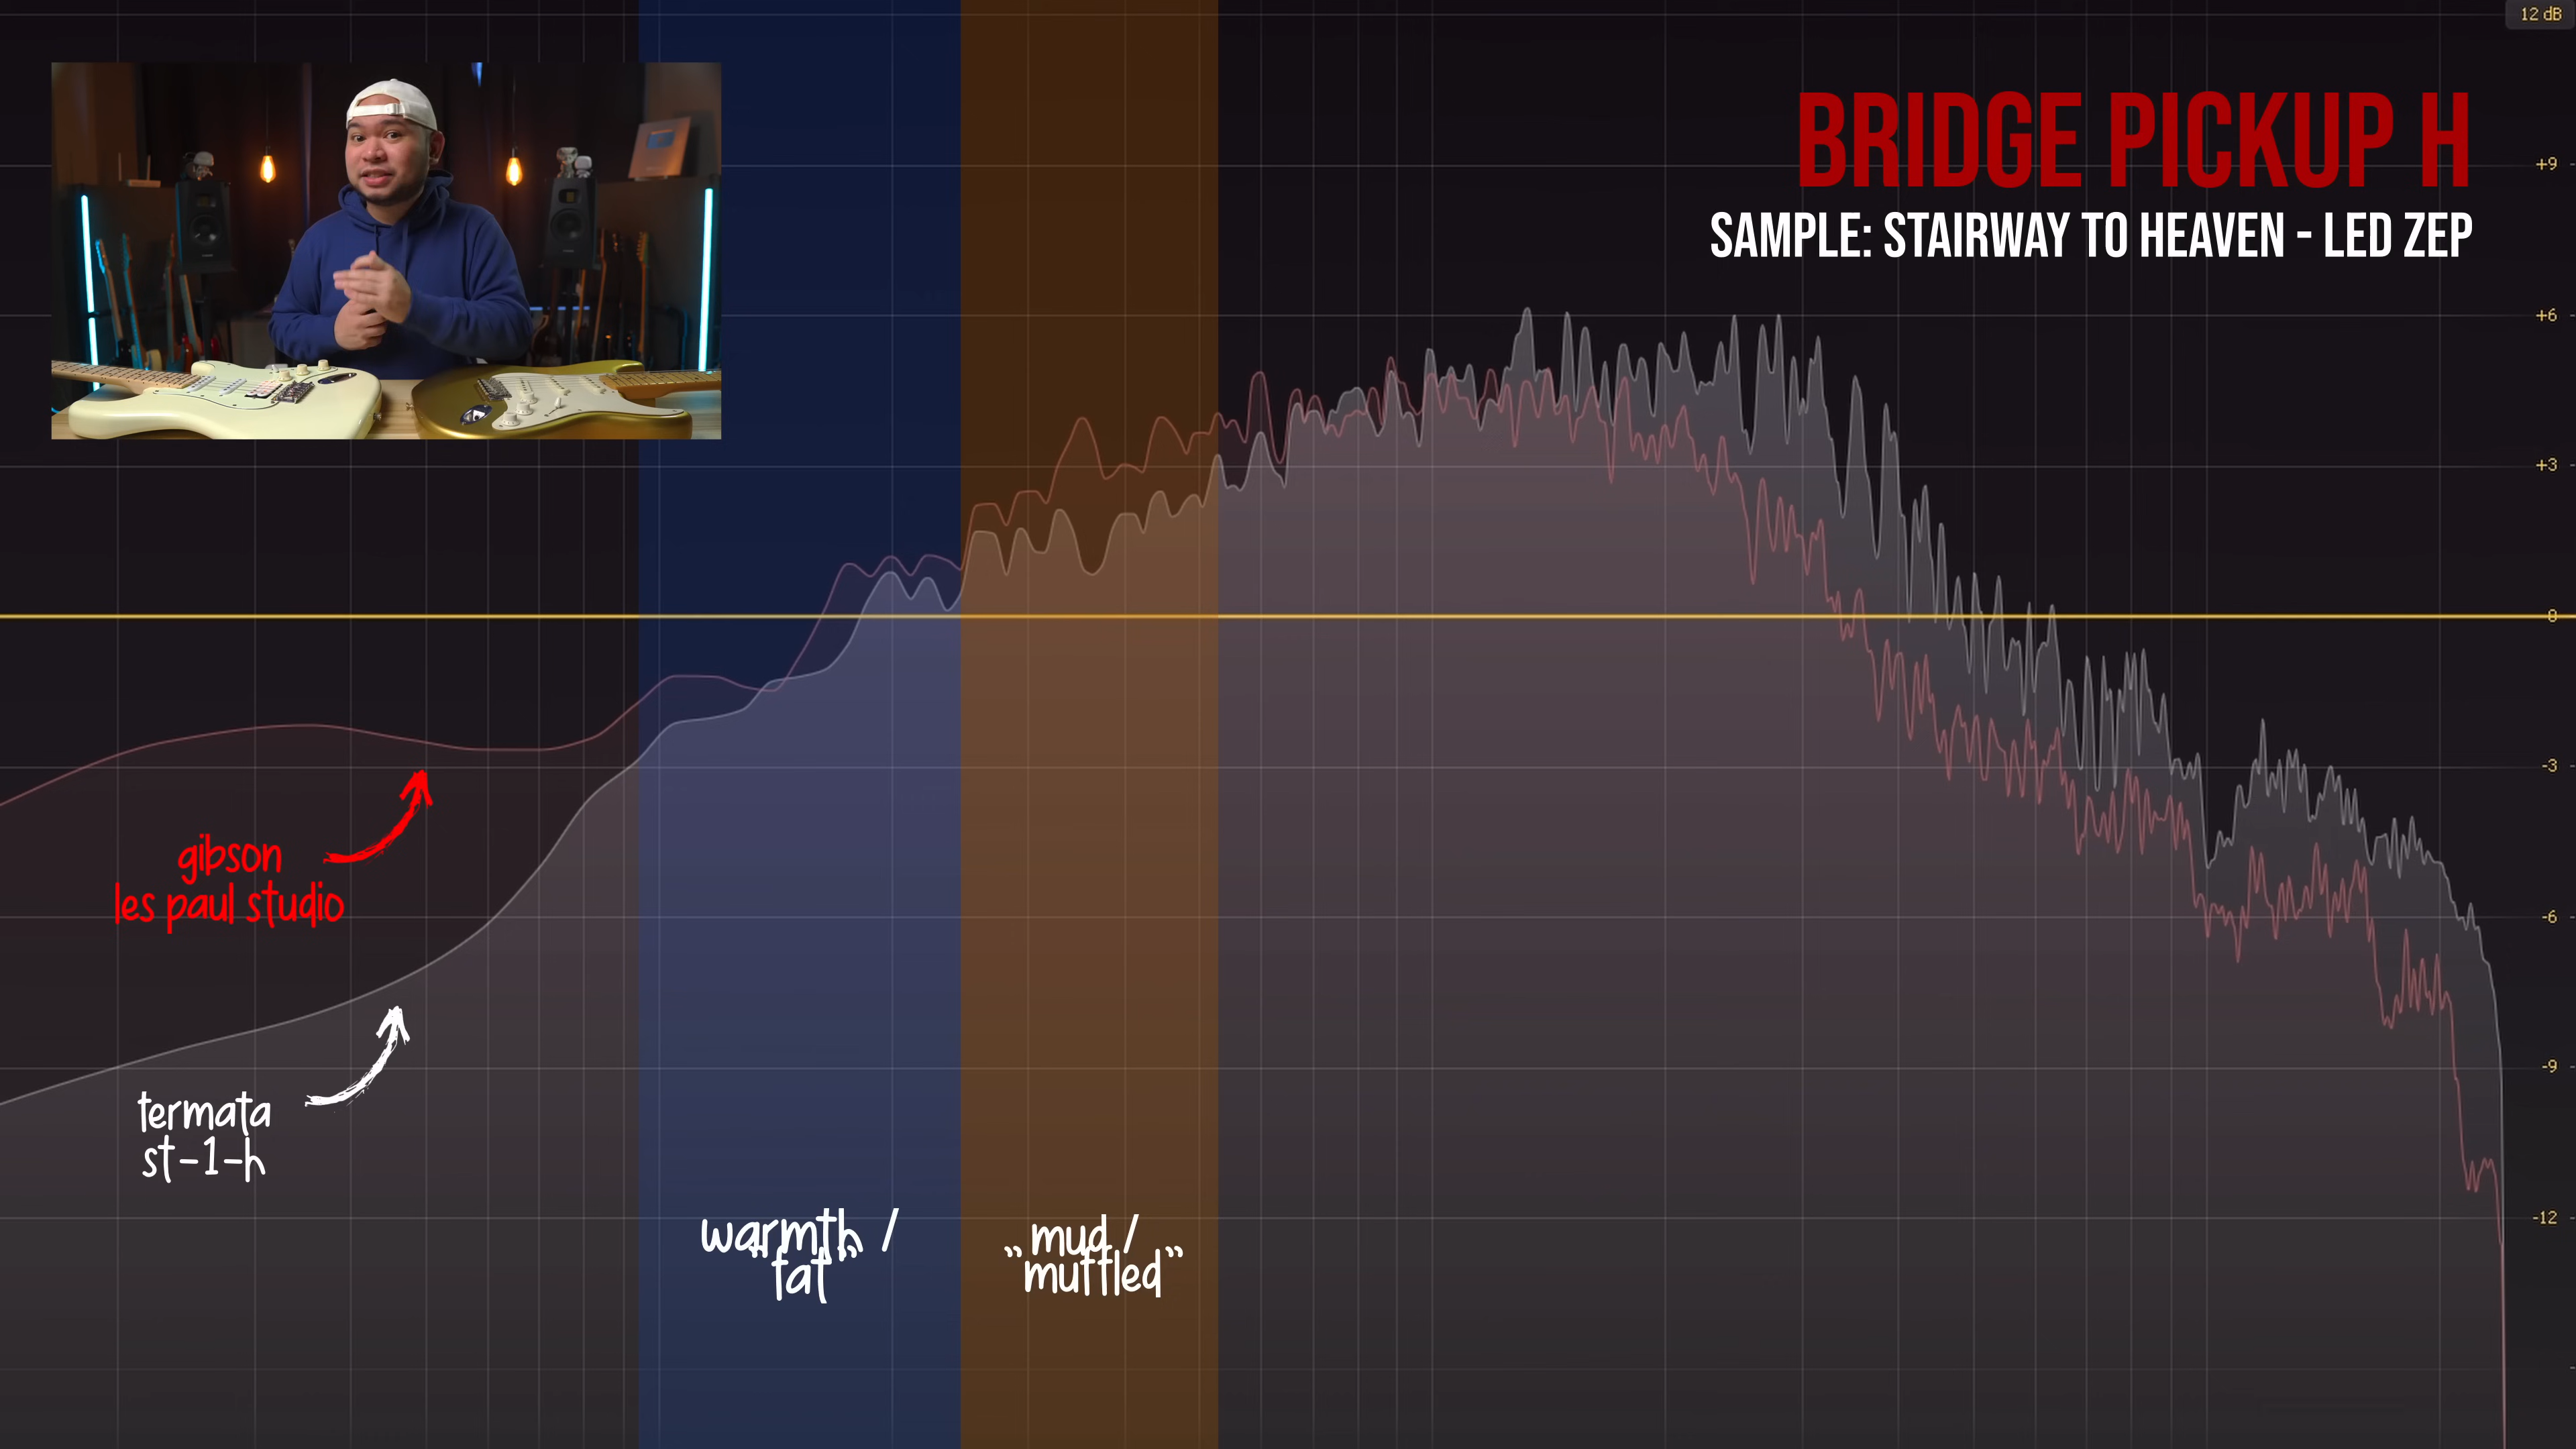 12 dB
BRIDGE PICKUP H
SAMPLE: STAIRWAY TO HEAVEN - LED ZEP
+9
+6
+3
0
-3
-6
-9
-12
gibson
les paul studio
termata
st-1-h
warmth /
"fat"
mud /
"muffled"